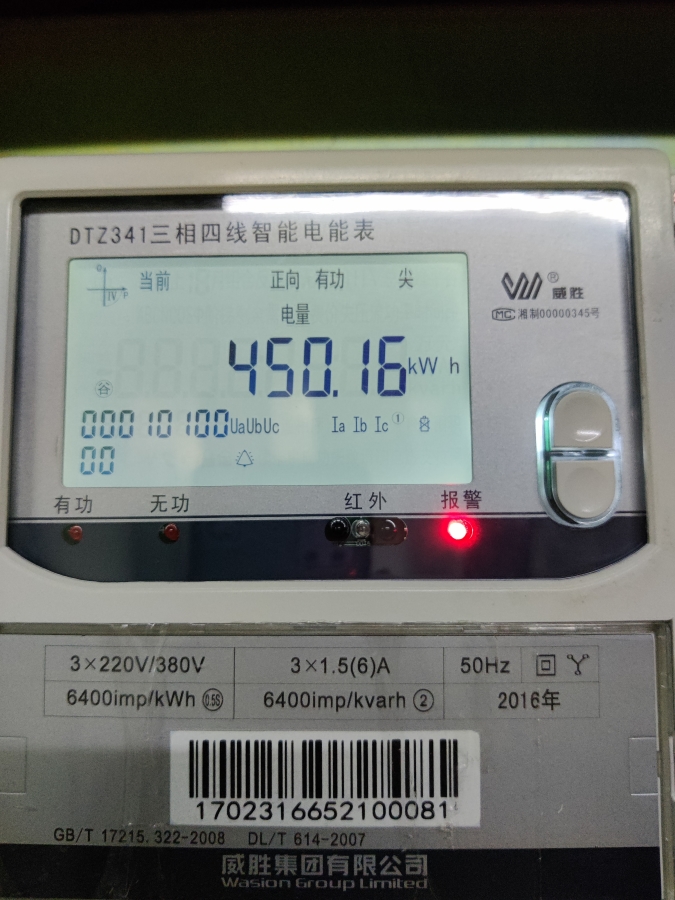 DTZ341三相四线智能电能表
当前 正向 有功 尖
电量
威胜®
MC 湘制00000345号
450.16kWh
谷
00010100 UaUbUc Ia Ib Ic ①
00
有功 无功 红外 报警
3×220V/380V 3×1.5(6)A 50Hz
6400imp/kWh 0.5S 6400imp/kvarh ② 2016年
1702316652100081
GB/T 17215.322-2008 DL/T 614-2007
威胜集团有限公司
Wasion Group Limited